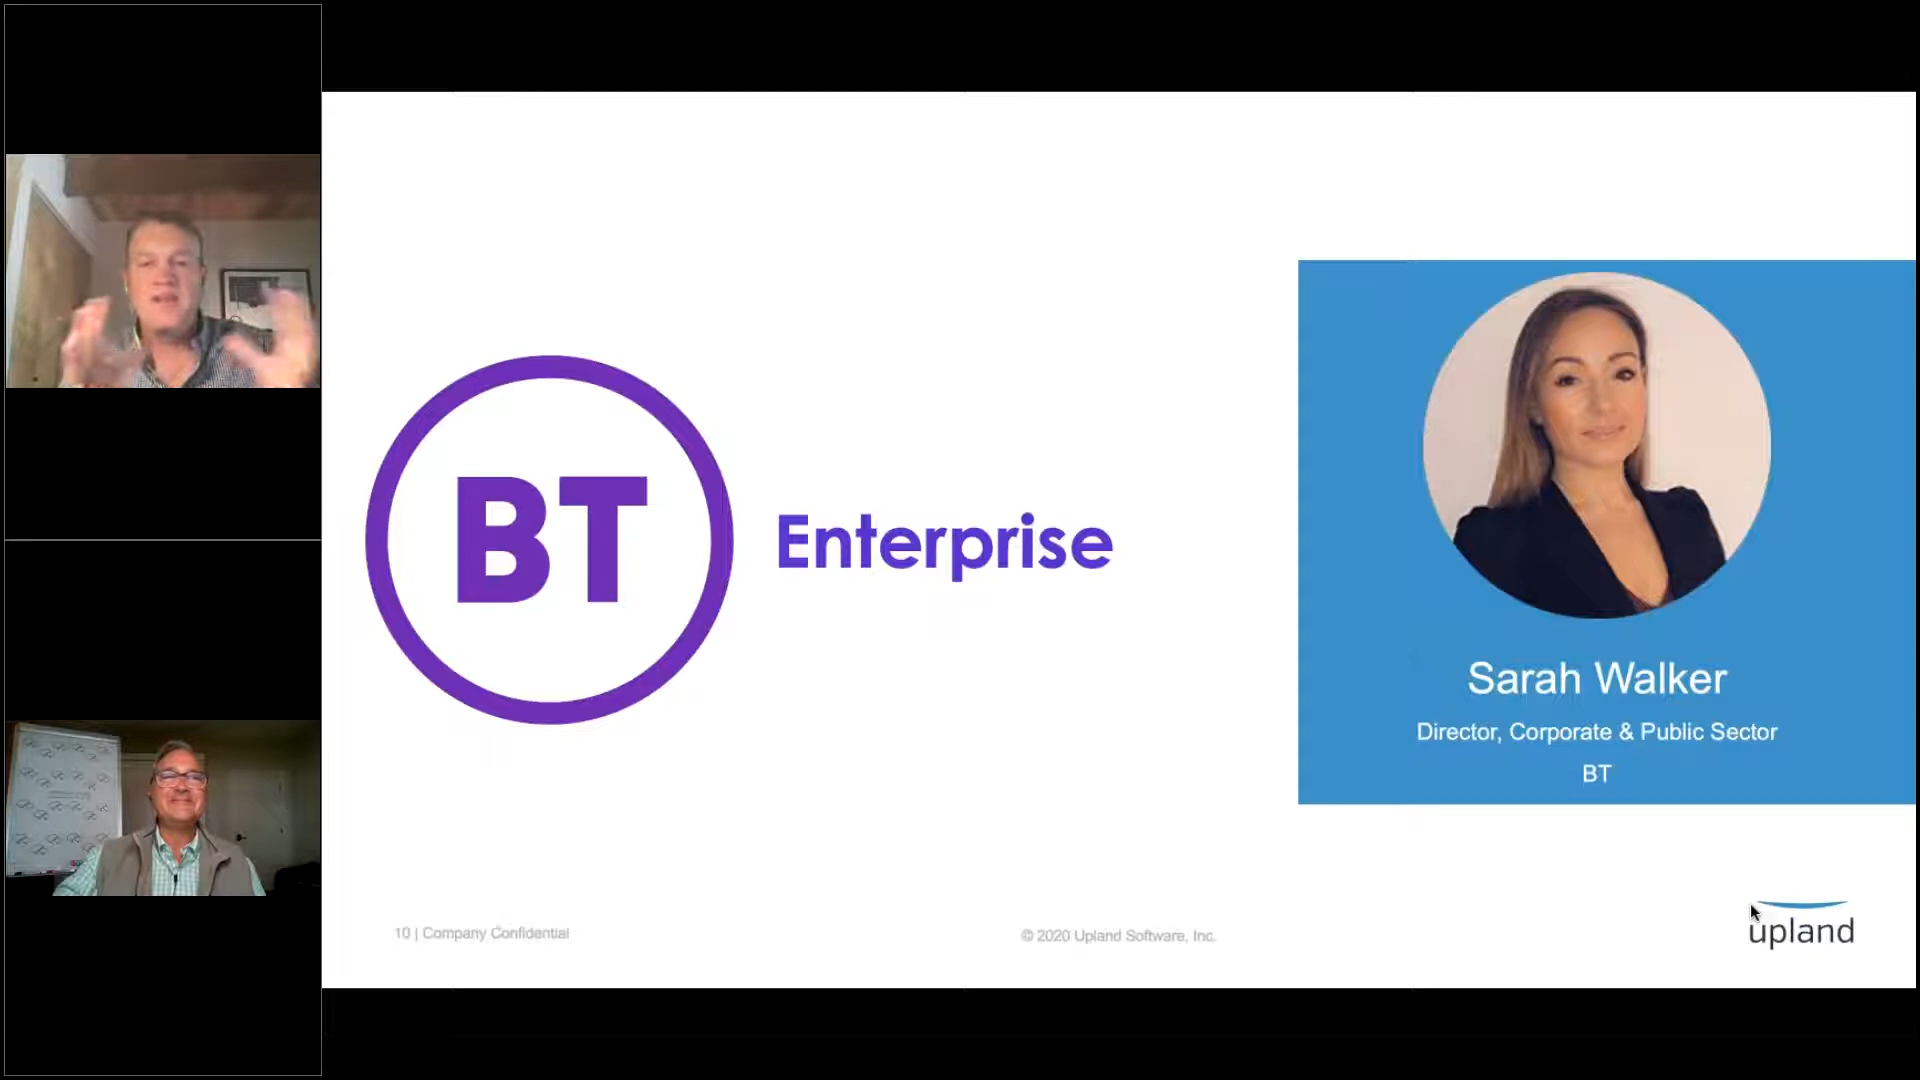 BT
Enterprise
Sarah Walker
Director, Corporate & Public Sector
BT
10 | Company Confidential
© 2020 Upland Software, Inc.
upland